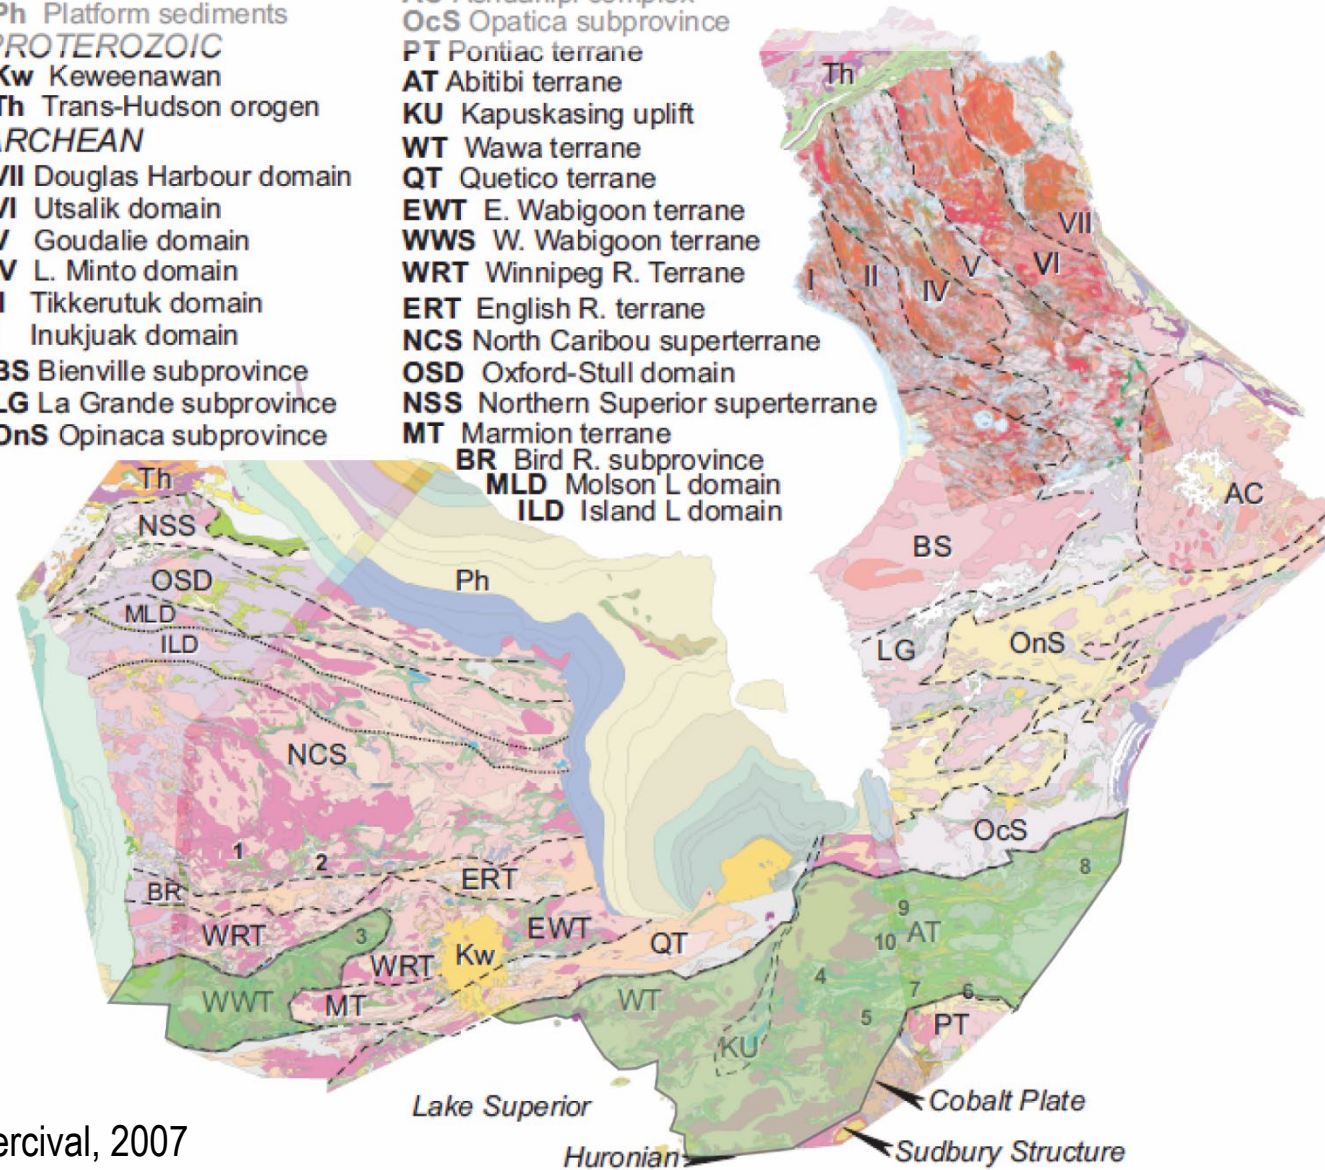 Ph Platform sediments
PROTEROZOIC
Kw Keweenawan
Th Trans-Hudson orogen
ARCHEAN
VII Douglas Harbour domain
VI Utsalik domain
V Goudalie domain
IV L. Minto domain
II Tikkerutuk domain
I Inukjuak domain
BS Bienville subprovince
LG La Grande subprovince
OnS Opinaca subprovince
OcS Opatica subprovince
PT Pontiac terrane
AT Abitibi terrane
KU Kapuskasing uplift
WT Wawa terrane
QT Quetico terrane
EWT E. Wabigoon terrane
WWS W. Wabigoon terrane
WRT Winnipeg R. Terrane
ERT English R. terrane
NCS North Caribou superterrane
OSD Oxford-Stull domain
NSS Northern Superior superterrane
MT Marmion terrane
BR Bird R. subprovince
MLD Molson L domain
ILD Island L domain
Th
VII
VI
V
IV
II
I
AC
BS
LG
OnS
OcS
Th
NSS
OSD
MLD
ILD
Ph
NCS
1
2
BR
ERT
WRT
3
EWT
QT
WRT
Kw
WWT
MT
WT
KU
8
9
AT
10
4
7
6
5
PT
Lake Superior
Cobalt Plate
Huronian
Sudbury Structure
ercival, 2007